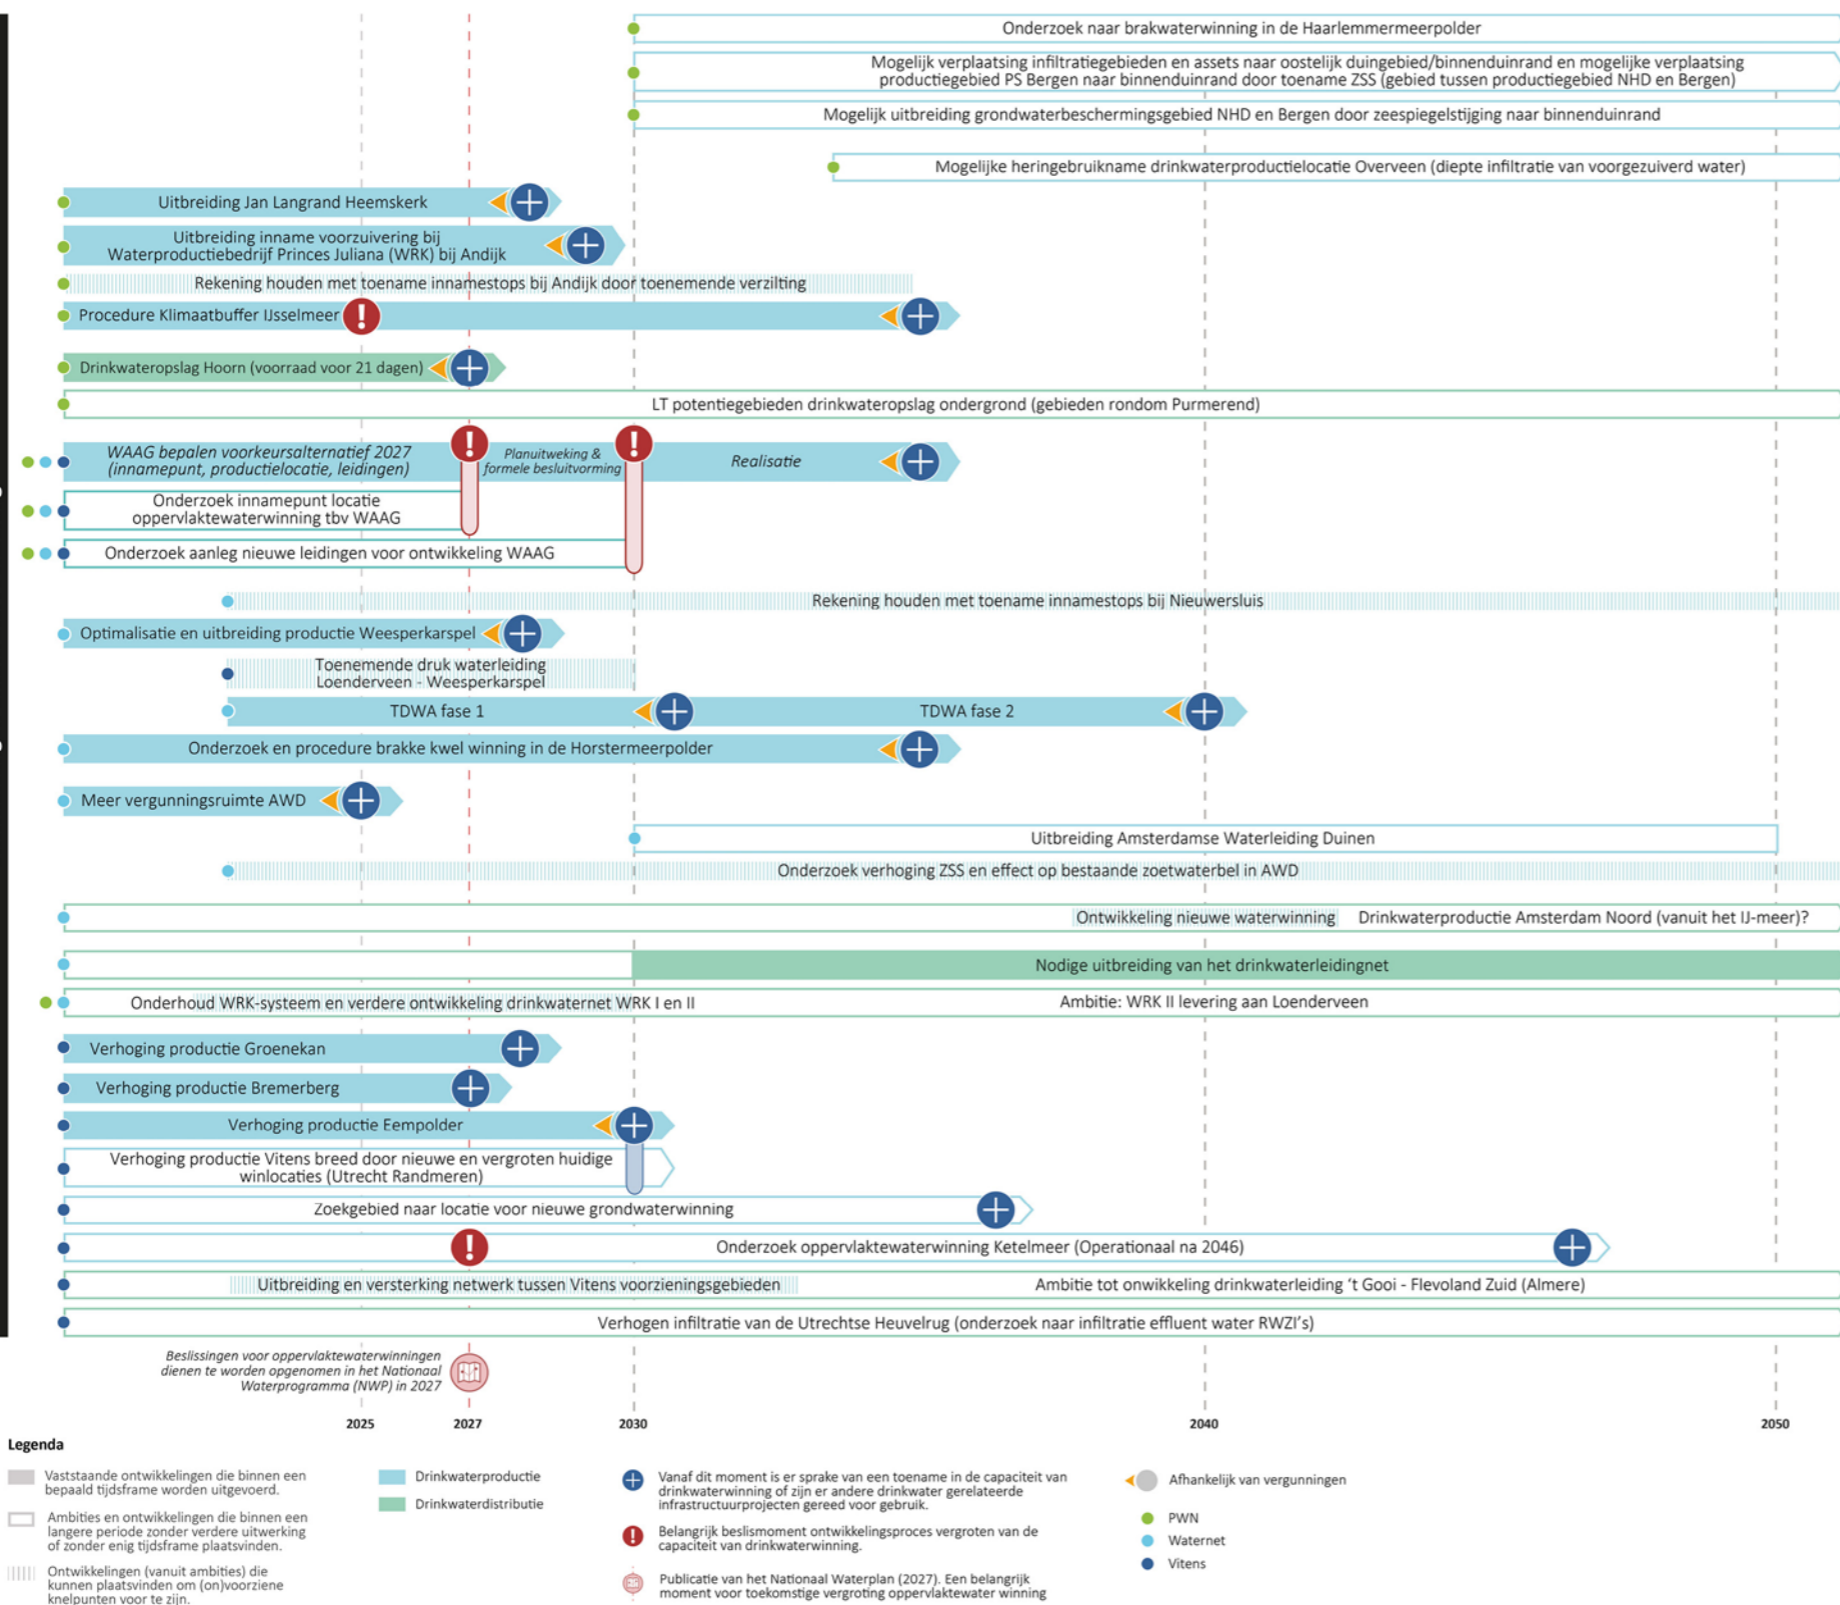 Onderzoek naar brakwaterwinning in de Haarlemmermeerpolder
Mogelijk verplaatsing infiltratiegebieden en assets naar oostelijk duingebied/binnenduinrand en mogelijke verplaatsing
productiegebied PS Bergen naar binnenduinrand door toename ZSS (gebied tussen productiegebied NHD en Bergen)
Mogelijk uitbreiding grondwaterbeschermingsgebied NHD en Bergen door zeespiegelstijging naar binnenduinrand
Mogelijke heringebruikname drinkwaterproductielocatie Overveen (diepte infiltratie van voorgezuiverd water)
Uitbreiding Jan Langrand Heemskerk
Uitbreiding inname voorzuivering bij
Waterproductiebedrijf Princes Juliana (WRK) bij Andijk
Rekening houden met toename innamestops bij Andijk door toenemende verzilting
Procedure Klimaatbuffer IJsselmeer
Drinkwateropslag Hoorn (voorraad voor 21 dagen)
LT potentiegebieden drinkwateropslag ondergrond (gebieden rondom Purmerend)
WAAG bepalen voorkeursalternatief 2027
(innamepunt, productielocatie, leidingen)
Planuitweking &
formele besluitvorming
Realisatie
Onderzoek innamepunt locatie
oppervlaktewaterwinning tbv WAAG
Onderzoek aanleg nieuwe leidingen voor ontwikkeling WAAG
Rekening houden met toename innamestops bij Nieuwersluis
Optimalisatie en uitbreiding productie Weesperkarspel
Toenemende druk waterleiding
Loenderveen - Weesperkarspel
TDWA fase 1
TDWA fase 2
Onderzoek en procedure brakke kwel winning in de Horstermeerpolder
Meer vergunningsruimte AWD
Uitbreiding Amsterdamse Waterleiding Duinen
Onderzoek verhoging ZSS en effect op bestaande zoetwaterbel in AWD
Ontwikkeling nieuwe waterwinning
Drinkwaterproductie Amsterdam Noord (vanuit het IJ-meer)?
Nodige uitbreiding van het drinkwaterleidingnet
Onderhoud WRK-systeem en verdere ontwikkeling drinkwaternet WRK I en II
Ambitie: WRK II levering aan Loenderveen
Verhoging productie Groenekan
Verhoging productie Bremerberg
Verhoging productie Eempolder
Verhoging productie Vitens breed door nieuwe en vergroten huidige
winlocaties (Utrecht Randmeren)
Zoekgebied naar locatie voor nieuwe grondwaterwinning
Onderzoek oppervlaktewaterwinning Ketelmeer (Operationaal na 2046)
Uitbreiding en versterking netwerk tussen Vitens voorzieningsgebieden
Ambitie tot onwikkeling drinkwaterleiding ‘t Gooi - Flevoland Zuid (Almere)
Verhogen infiltratie van de Utrechtse Heuvelrug (onderzoek naar infiltratie effluent water RWZI’s)
Beslissingen voor oppervlaktewaterwinningen
dienen te worden opgenomen in het Nationaal
Waterprogramma (NWP) in 2027
2025
2027
2030
2040
2050
Legenda
Vaststaande ontwikkelingen die binnen een
bepaald tijdsframe worden uitgevoerd.
Ambities en ontwikkelingen die binnen een
langere periode zonder verdere uitwerking
of zonder enig tijdsframe plaatsvinden.
Ontwikkelingen (vanuit ambities) die
kunnen plaatsvinden om (on)voorziene
knelpunten voor te zijn.
Drinkwaterproductie
Drinkwaterdistributie
Vanaf dit moment is er sprake van een toename in de capaciteit van
drinkwaterwinning of zijn er andere drinkwater gerelateerde
infrastructuurprojecten gereed voor gebruik.
Belangrijk beslismoment ontwikkelingsproces vergroten van de
capaciteit van drinkwaterwinning.
Publicatie van het Nationaal Waterplan (2027). Een belangrijk
moment voor toekomstige vergroting oppervlaktewater winning
Afhankelijk van vergunningen
PWN
Waternet
Vitens